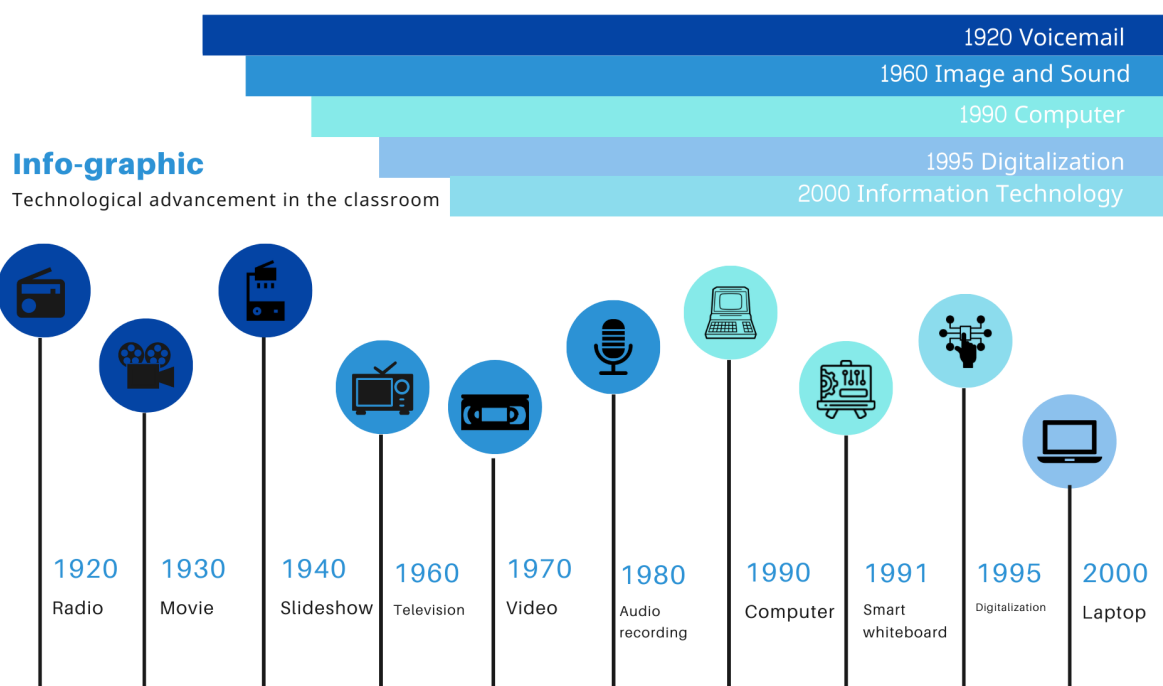 1920 Voicemail
1960 Image and Sound
1990 Computer
1995 Digitalization
2000 Information Technology
Info-graphic
Technological advancement in the classroom
1920
Radio
1930
Movie
1940
Slideshow
1960
Television
1970
Video
1980
Audio
recording
1990
Computer
1991
Smart
whiteboard
1995
Digitalization
2000
Laptop